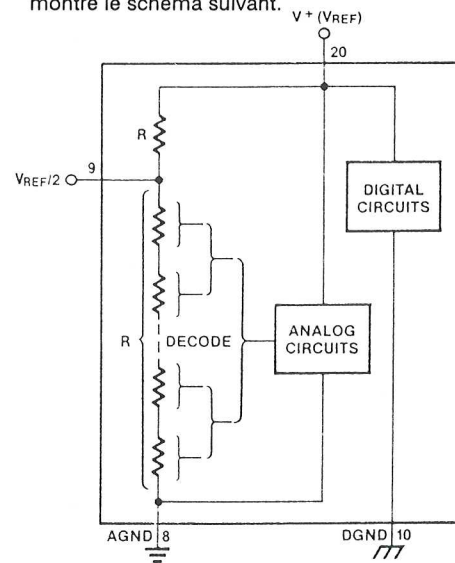 montre le schéma suivant.
V + (VREF)
20
R
9
VREF/2
DIGITAL
CIRCUITS
R
DECODE
ANALOG
CIRCUITS
AGND 8
DGND 10